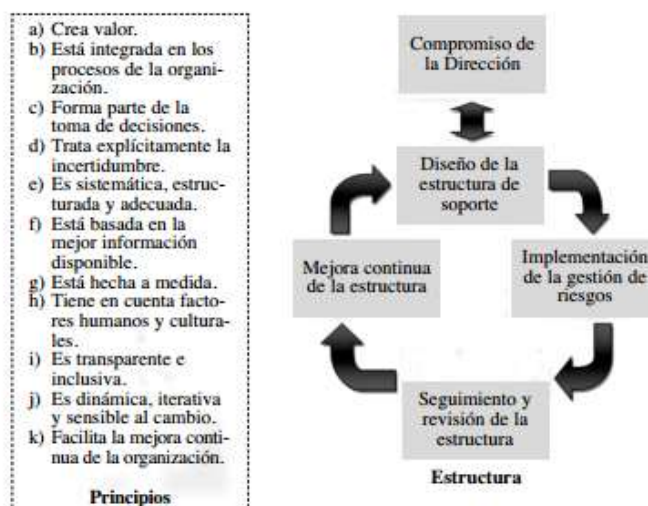 a) Crea valor.
b) Está integrada en los
procesos de la organi-
zación.
c) Forma parte de la
toma de decisiones.
d) Trata explícitamente la
incertidumbre.
e) Es sistemática, estruc-
turada y adecuada.
f) Está basada en la
mejor información
disponible.
g) Está hecha a medida.
h) Tiene en cuenta facto-
res humanos y cultura-
les.
i) Es transparente e
inclusiva.
j) Es dinámica, iterativa
y sensible al cambio.
k) Facilita la mejora conti-
nua de la organización.
Principios
Compromiso de
la Dirección
Diseño de la
estructura de
soporte
Implementación
de la gestión de
riesgos
Mejora continua
de la estructura
Seguimiento y
revisión de la
estructura
Estructura